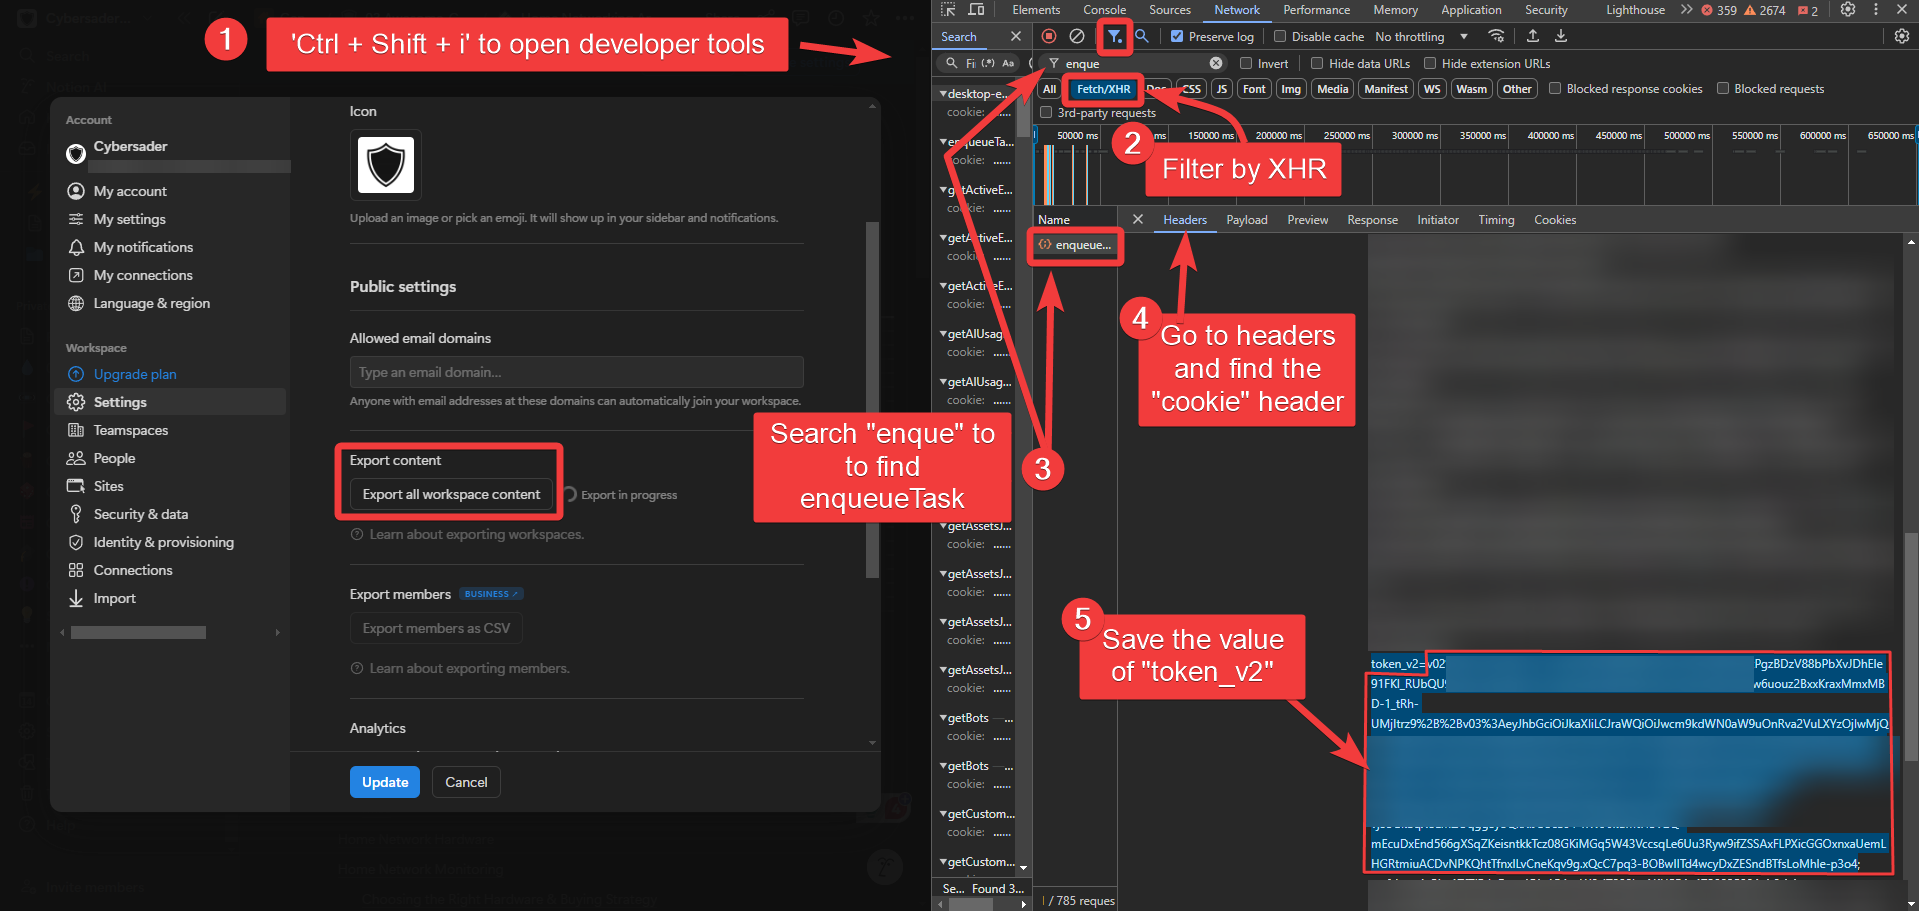 1
'Ctrl + Shift + i' to open developer tools
Account
Cybersader
My account
My settings
My notifications
My connections
Language & region
Workspace
Upgrade plan
Settings
Teamspaces
People
Sites
Security & data
Identity & provisioning
Connections
Import
Icon
Upload an image or pick an emoji. It will show up in your sidebar and notifications.
Public settings
Allowed email domains
Type an email domain...
Anyone with email addresses at these domains can automatically join your workspace.
Export content
Export all workspace content
Export in progress
Learn about exporting workspaces.
Export members
BUSINESS ↗
Export members as CSV
Learn about exporting members.
Analytics
Update
Cancel
Search "enque" to
to find
enqueueTask
3
Elements
Console
Sources
Network
Performance
Memory
Application
Security
Lighthouse
359
2674
2
Search
Preserve log
Disable cache
No throttling
Fi
(.*)
Aa
enque
Invert
Hide data URLs
Hide extension URLs
All
Fetch/XHR
Doc
CSS
JS
Font
Img
Media
Manifest
WS
Wasm
Other
Blocked response cookies
Blocked requests
3rd-party requests
50000 ms
150000 ms
200000 ms
250000 ms
300000 ms
350000 ms
400000 ms
450000 ms
500000 ms
550000 ms
600000 ms
650000 ms
2
Filter by XHR
desktop-e...
cookie: ......
enqueueTa...
cookie: ......
getActiveE...
cookie: ......
getActiveE...
cookie: ......
getActiveE...
cookie: ......
getAIUsag...
cookie: ......
getAIUsag...
cookie: ......
getAssetsJ...
cookie: ......
getAssetsJ...
cookie: ......
getAssetsJ...
cookie: ......
getAssetsJ...
cookie: ......
getBots
cookie: ......
getBots
cookie: ......
getCustom...
cookie: ......
getCustom...
Se... Found 3...
Name
enqueue...
Headers
Payload
Preview
Response
Initiator
Timing
Cookies
4
Go to headers
and find the
"cookie" header
5
Save the value
of "token_v2"
token_v2=v02
PgzBDzV88bPbXvJDhEIe
91FKI_RUbQU
w6uouz2BxxKraxMmxMB
D-1_tRh-
UMjItrz9%2B%2Bv03%3AeyJhbGciOiJkaXIiLCJraWQiOiJwcm9kdWN0aW9uOnRva2VuLXYzOjIwMjQ
mEcuDxEnd566gXSqZKeisntkkTcz08GKiMGq5W43VccsqLe6Uu3Ryw9ifZSSAxFLPXicGGOxnxaUemL
HGRtmiuACDvNPKQhtTfnxILvCneKqv9g.xQcC7pq3-BOBwIITd4wcyDxZESndBTfsLoMhIe-p3o4;
1 / 785 reques